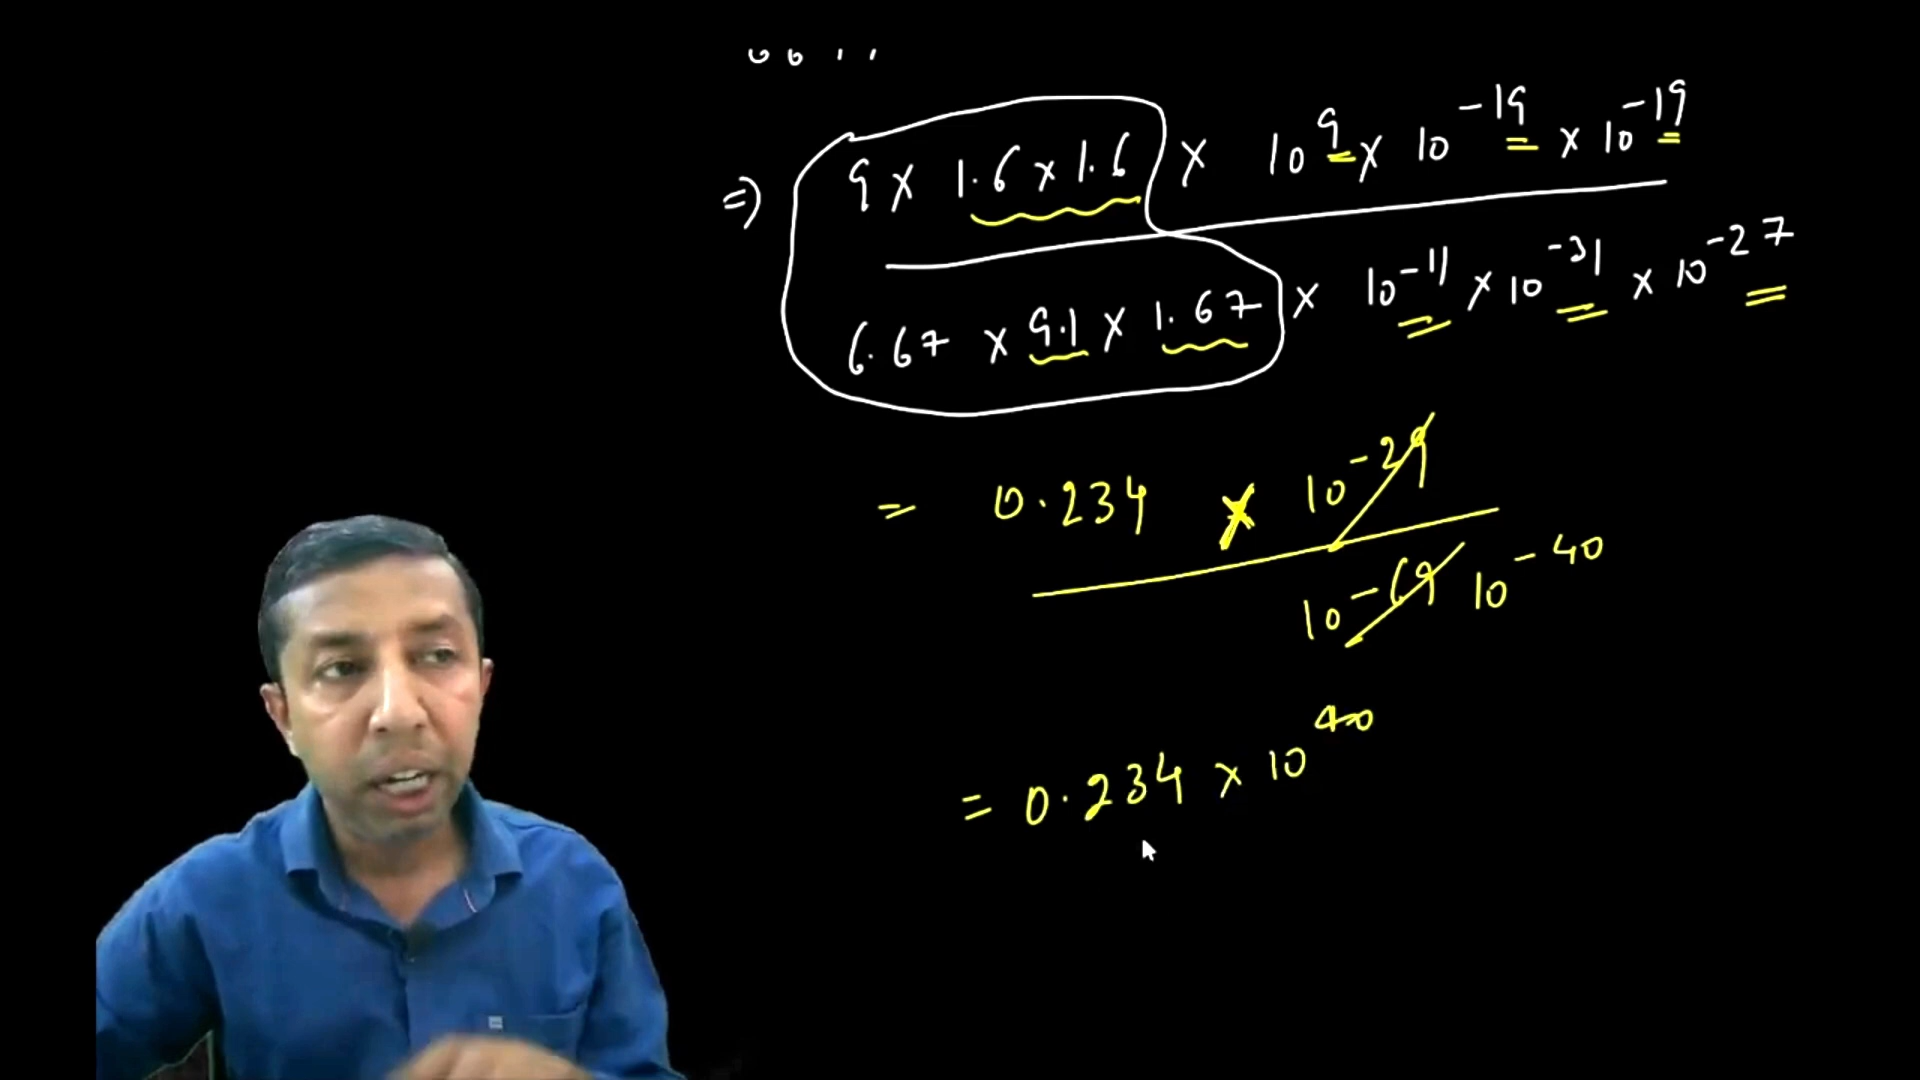 => 9 x 1.6 x 1.6 x 10^9 x 10^-19 x 10^-19
6.67 x 9.1 x 1.67 x 10^-11 x 10^-31 x 10^-27
= 0.234 x 10^-29
10^-69 10^-40
= 0.234 x 10^40